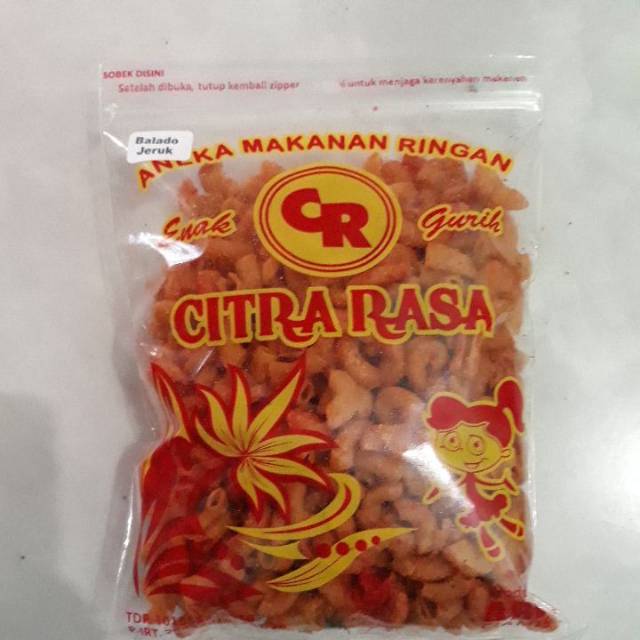 SOBEK DISINI
Setelah dibuka, tutup kembali zipper untuk menjaga kerenyahan makanan
Balado
Jeruk
ANEKA MAKANAN RINGAN
Enak CR Gurih
CITRA RASA